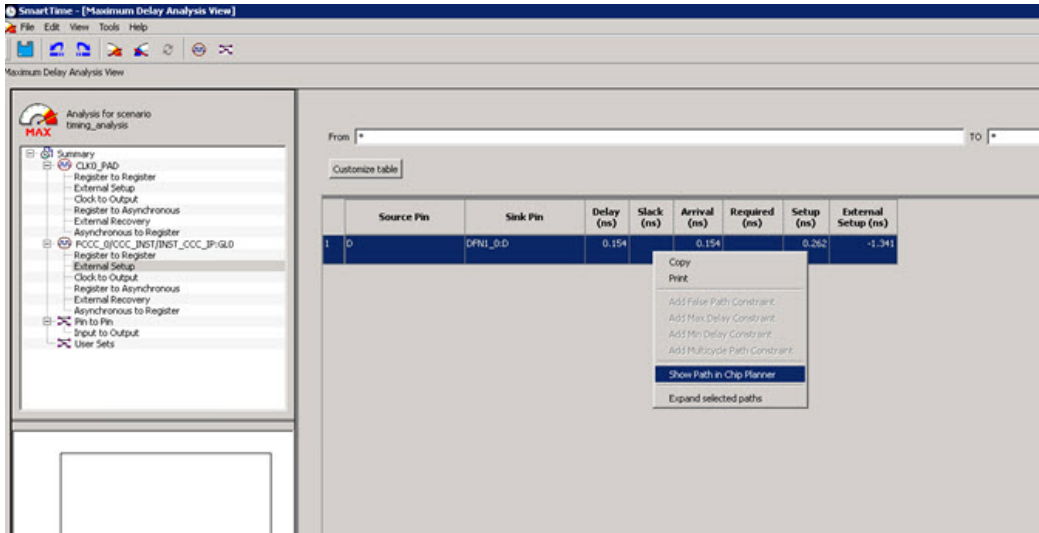 SmartTime - [Maximum Delay Analysis View]
File Edit View Tools Help
Maximum Delay Analysis View
MAX
Analysis for scenario
timing_analysis
Summary
CLK0_PAD
Register to Register
External Setup
Clock to Output
Register to Asynchronous
External Recovery
Asynchronous to Register
FCCC_0/CCC_INST/INST_CCC_IP:GL0
Register to Register
External Setup
Clock to Output
Register to Asynchronous
External Recovery
Asynchronous to Register
Pin to Pin
Input to Output
User Sets
From * TO *
Customize table
Source Pin Sink Pin Delay (ns) Slack (ns) Arrival (ns) Required (ns) Setup (ns) External Setup (ns)
1 D DFN1_0:D 0.154 0.154 0.262 -1.341
Copy
Print
Add False Path Constraint
Add Max Delay Constraint
Add Min Delay Constraint
Add Multicycle Path Constraint
Show Path in Chip Planner
Expand selected paths